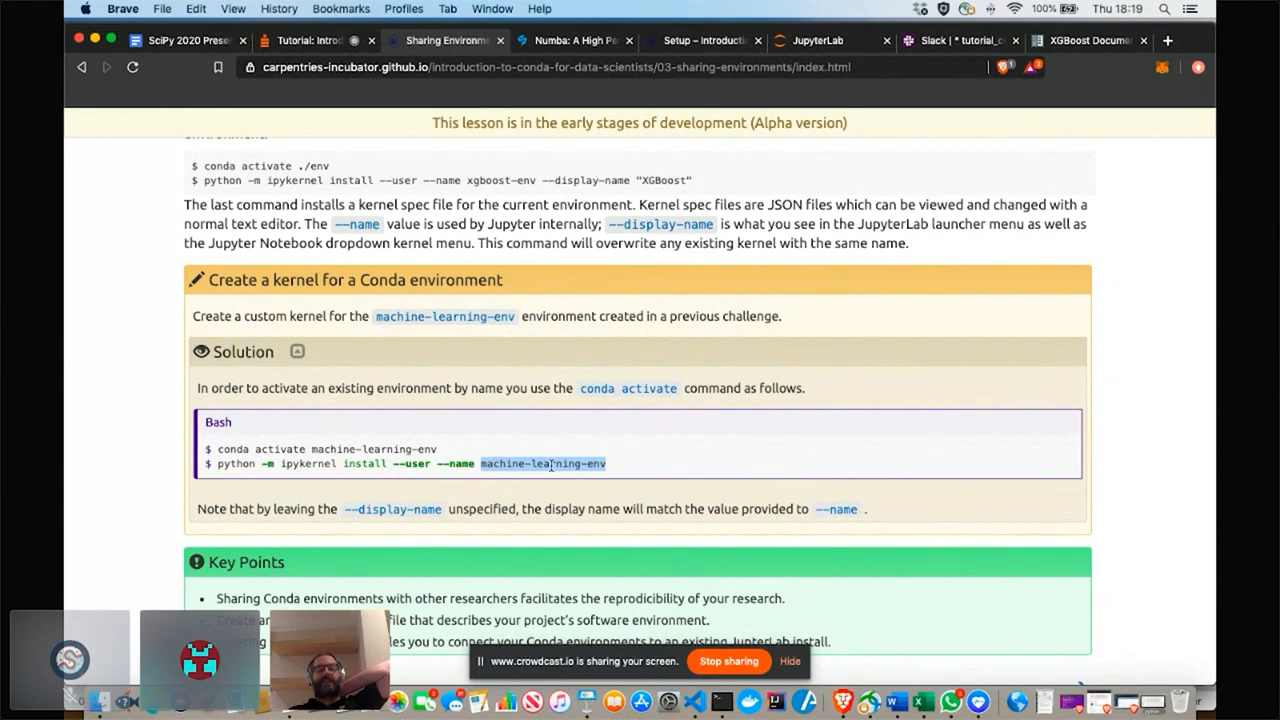 Brave File Edit View History Bookmarks Profiles Tab Window Help 100% Thu 18:19
SciPy 2020 Prese Tutorial: Intro Sharing Environme Numba: A High Pe Setup – Introducti JupyterLab Slack | * tutorial_c XGBoost Docume
carpentries-incubator.github.io/introduction-to-conda-for-data-scientists/03-sharing-environments/index.html
This lesson is in the early stages of development (Alpha version)
$ conda activate ./env
$ python -m ipykernel install --user --name xgboost-env --display-name "XGBoost"
The last command installs a kernel spec file for the current environment. Kernel spec files are JSON files which can be viewed and changed with a
normal text editor. The --name value is used by Jupyter internally; --display-name is what you see in the JupyterLab launcher menu as well as
the Jupyter Notebook dropdown kernel menu. This command will overwrite any existing kernel with the same name.
Create a kernel for a Conda environment
Create a custom kernel for the machine-learning-env environment created in a previous challenge.
Solution
In order to activate an existing environment by name you use the conda activate command as follows.
Bash
$ conda activate machine-learning-env
$ python -m ipykernel install --user --name machine-learning-env
Note that by leaving the --display-name unspecified, the display name will match the value provided to --name .
Key Points
Sharing Conda environments with other researchers facilitates the reprodicibility of your research.
Create an file that describes your project's software environment.
les you to connect your Conda environments to an existing JupterLab install.
www.crowdcast.io is sharing your screen. Stop sharing Hide